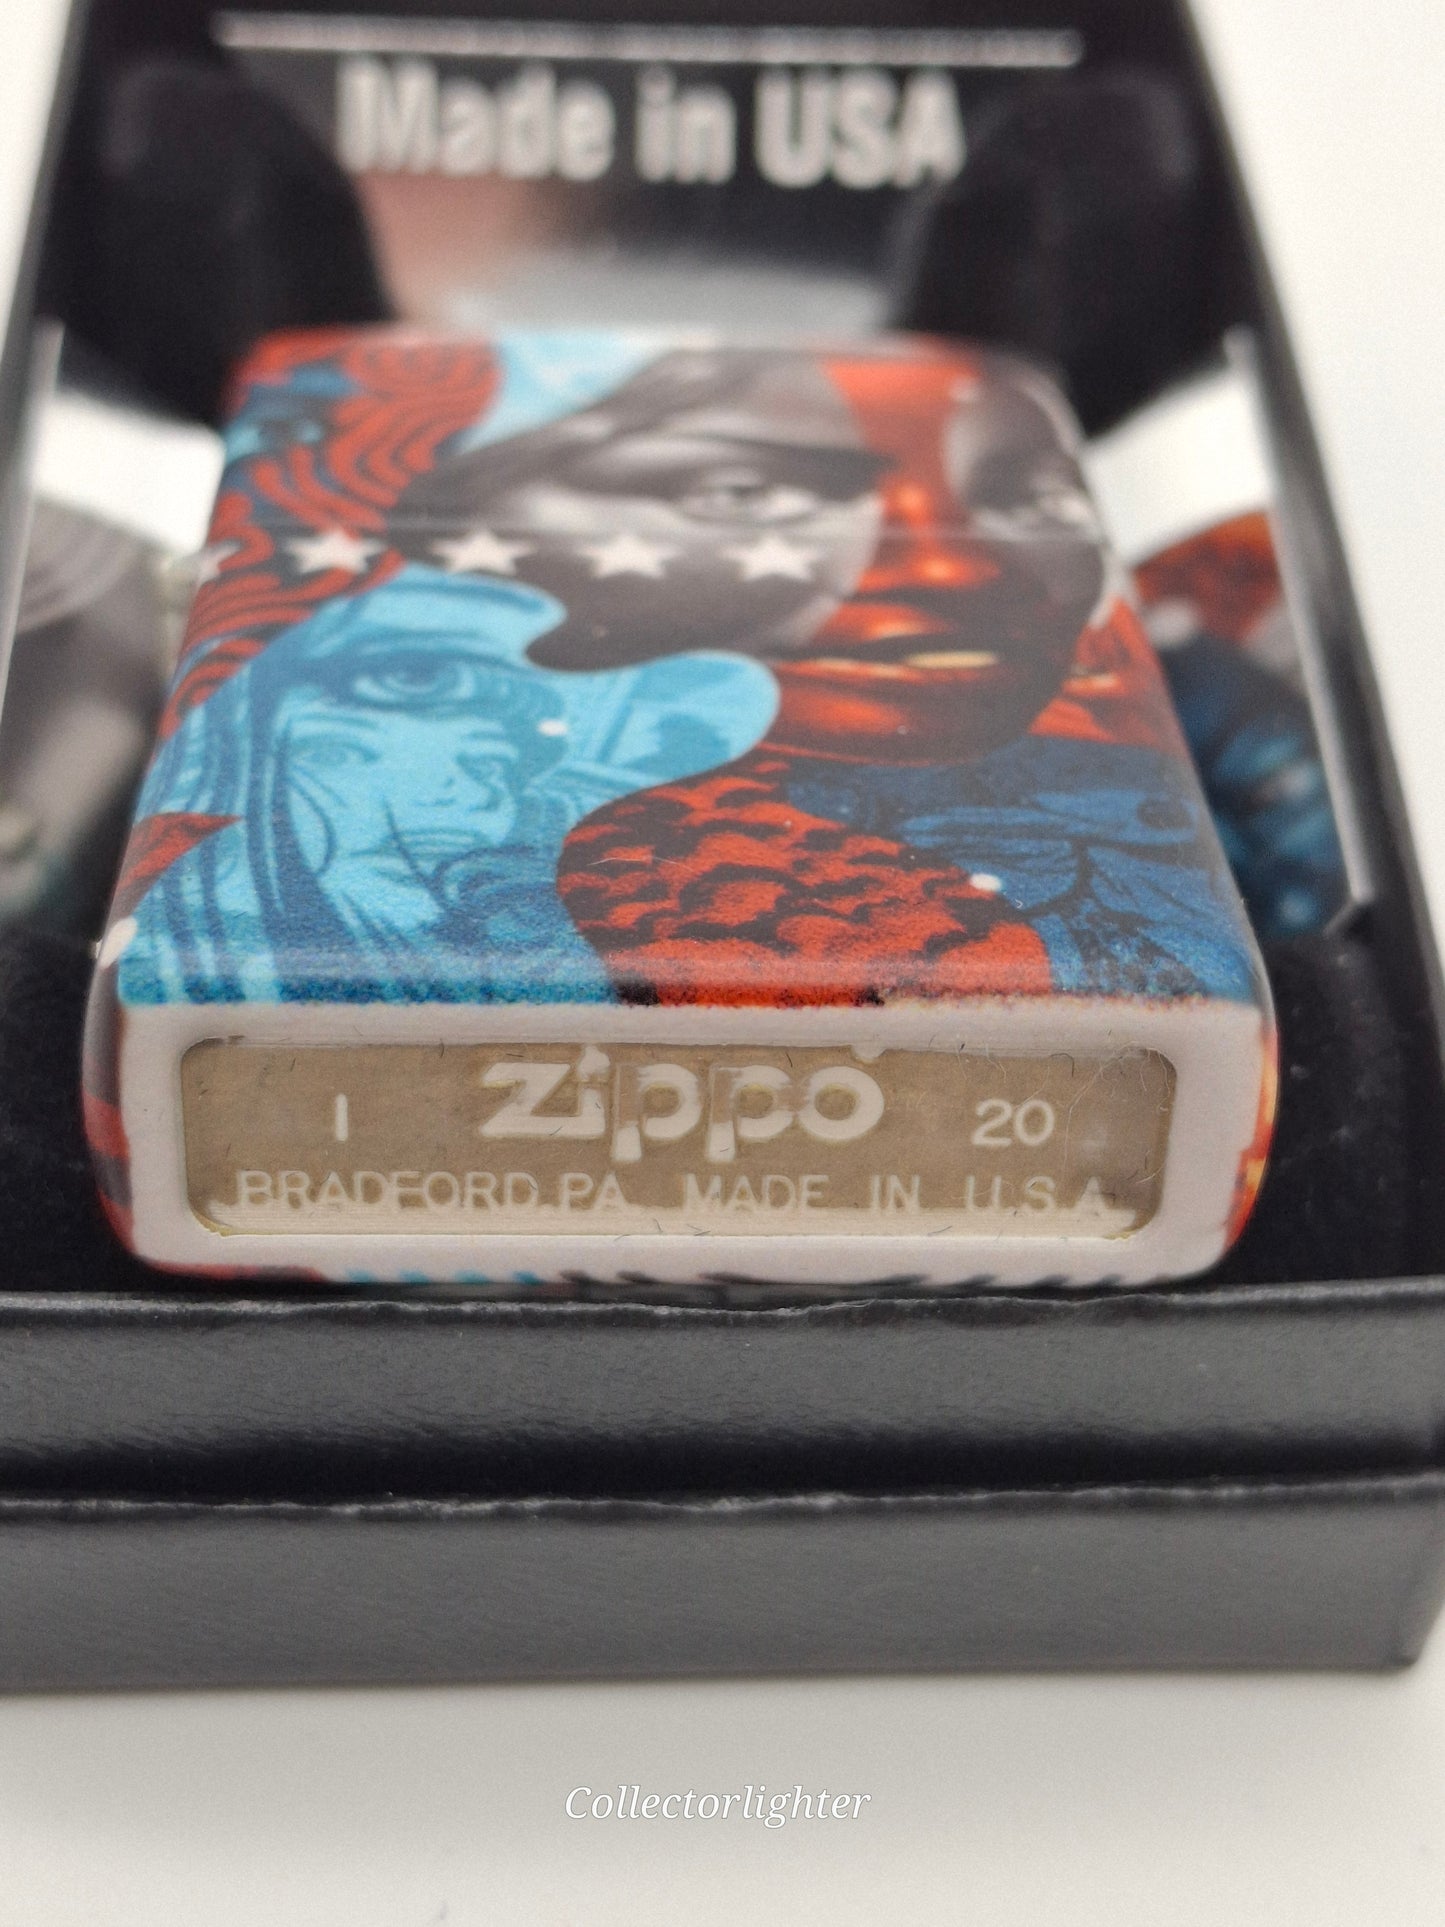 Made in USA
I zippo 20
BRADFORD.PA. MADE IN U.S.A.
Collectorlighter